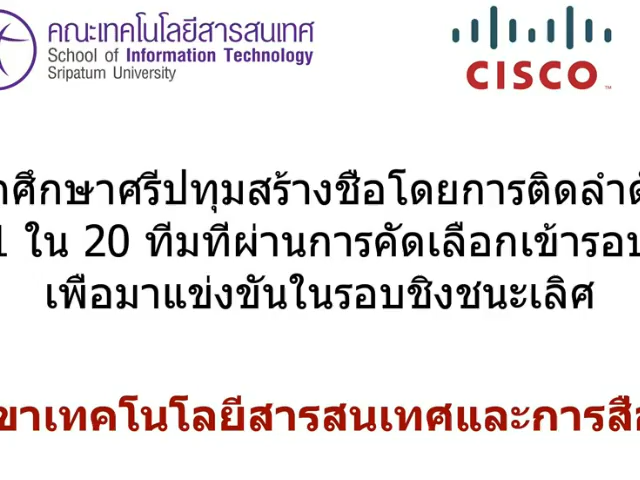 คณะเทคโนโลยีสารสนเทศ
School of Information Technology
Sripatum University
CISCO
TM
กศึกษาศรีปทุมสร้างชื่อโดยการติดลำดั
1 ใน 20 ทีมที่ผ่านการคัดเลือกเข้ารอบ
เพื่อมาแข่งขันในรอบชิงชนะเลิศ
ขาเทคโนโลยีสารสนเทศและการสื่อ